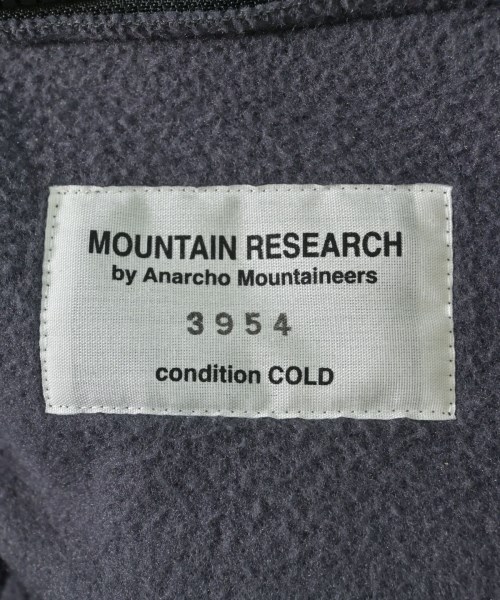 MOUNTAIN RESEARCH
by Anarcho Mountaineers
3954
condition COLD